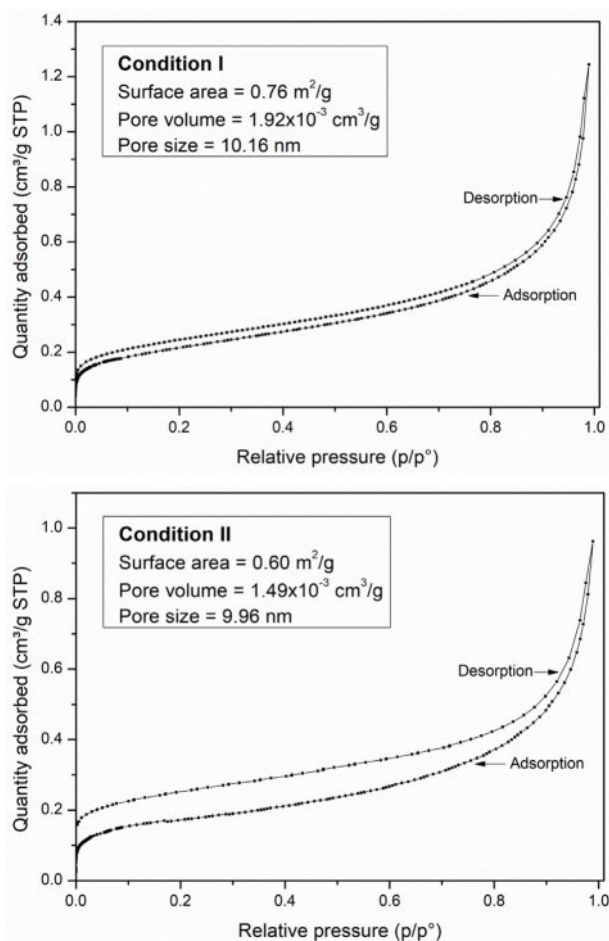 1.4
1.2
1.0
0.8
0.6
0.4
0.2
0.0
Quantity adsorbed (cm³/g STP)
Condition I
Surface area = 0.76 m²/g
Pore volume = 1.92x10⁻³ cm³/g
Pore size = 10.16 nm
Desorption
Adsorption
0.0 0.2 0.4 0.6 0.8 1.0
Relative pressure (p/p°)
1.0
0.8
0.6
0.4
0.2
0.0
Quantity adsorbed (cm³/g STP)
Condition II
Surface area = 0.60 m²/g
Pore volume = 1.49x10⁻³ cm³/g
Pore size = 9.96 nm
Desorption
Adsorption
0.0 0.2 0.4 0.6 0.8 1.0
Relative pressure (p/p°)